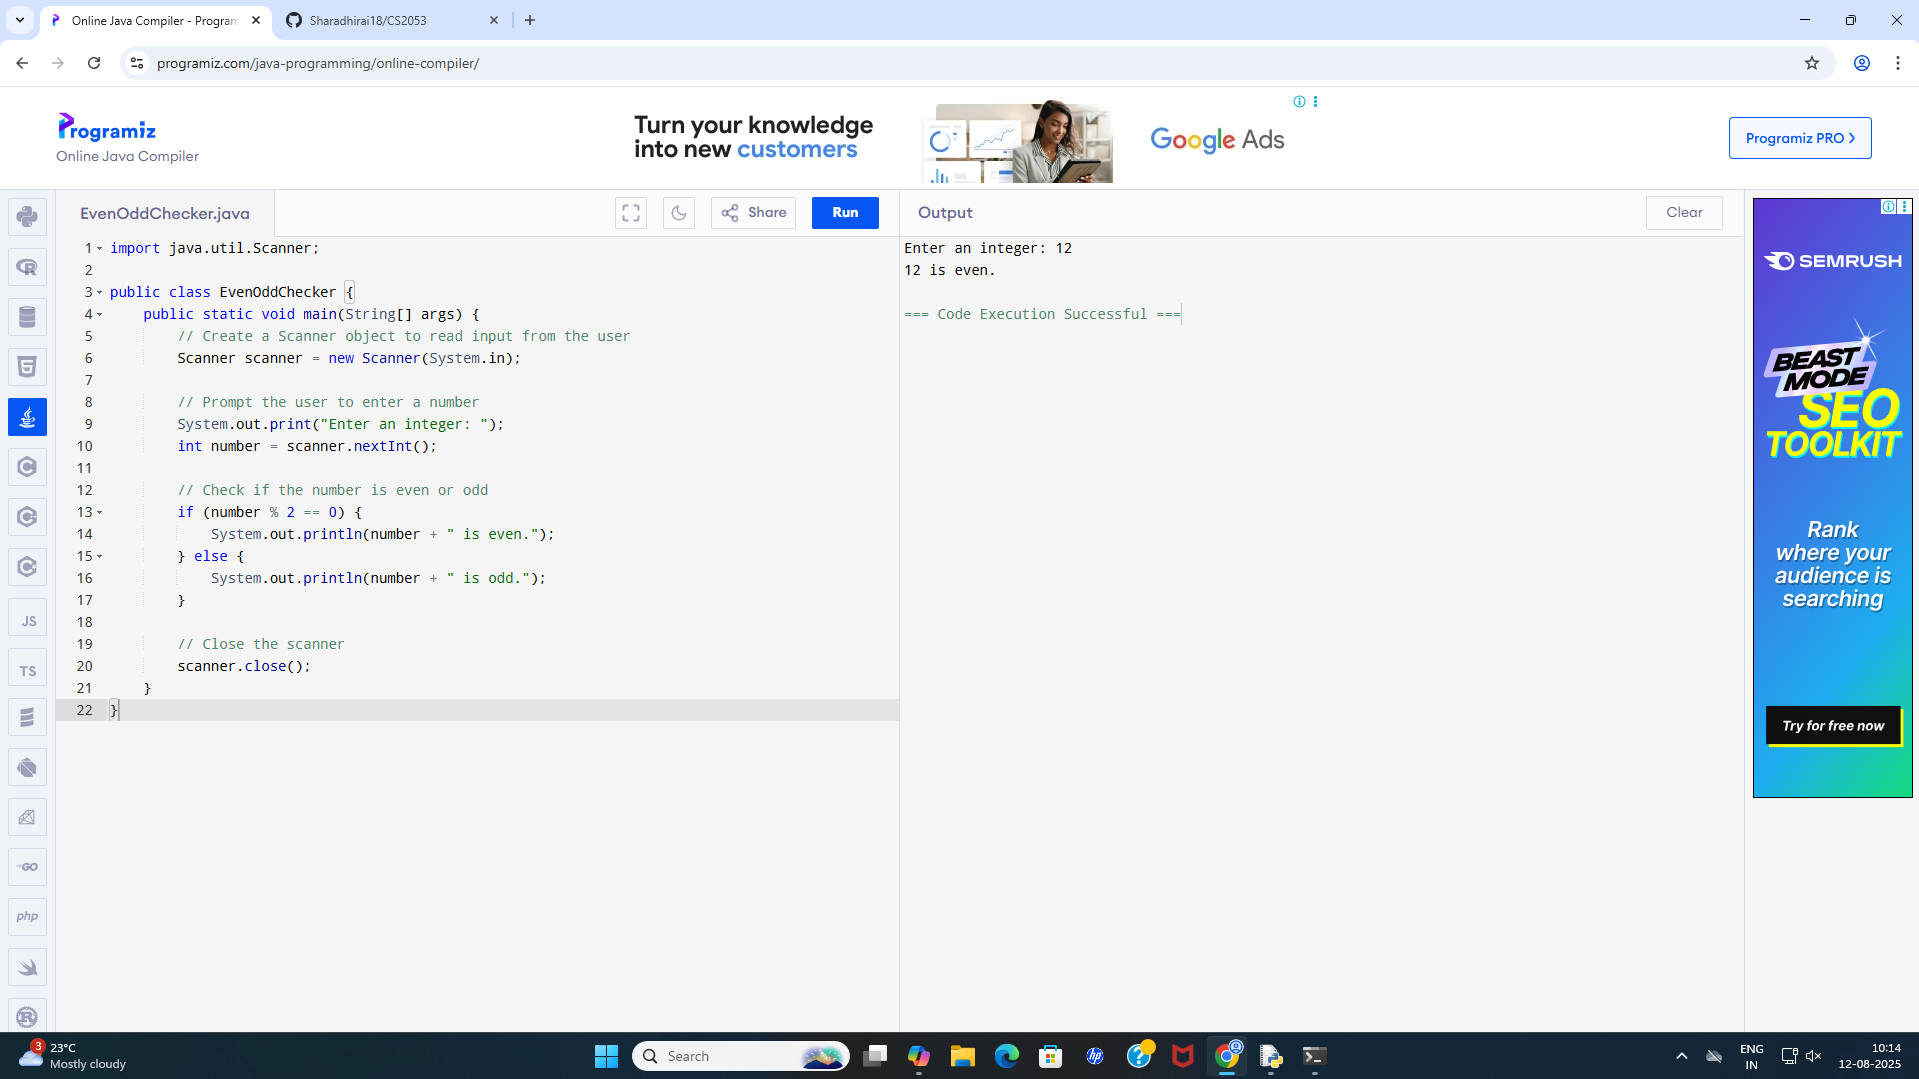 Online Java Compiler - Program
Sharadhirai18/CS2053
programiz.com/java-programming/online-compiler/
Programiz
Online Java Compiler
Turn your knowledge
into new customers
Google Ads
Programiz PRO
EvenOddChecker.java
Share
Run
Output
Clear
1 import java.util.Scanner;
2
3 public class EvenOddChecker {
4 public static void main(String[] args) {
5 // Create a Scanner object to read input from the user
6 Scanner scanner = new Scanner(System.in);
7
8 // Prompt the user to enter a number
9 System.out.print("Enter an integer: ");
10 int number = scanner.nextInt();
11
12 // Check if the number is even or odd
13 if (number % 2 == 0) {
14 System.out.println(number + " is even.");
15 } else {
16 System.out.println(number + " is odd.");
17 }
18
19 // Close the scanner
20 scanner.close();
21 }
22 }
Enter an integer: 12
12 is even.
=== Code Execution Successful ===
JS
TS
GO
php
SEMRUSH
BEAST
MODE
SEO
TOOLKIT
Rank
where your
audience is
searching
Try for free now
3
23°C
Mostly cloudy
Search
hp
ENG
IN
10:14
12-08-2025